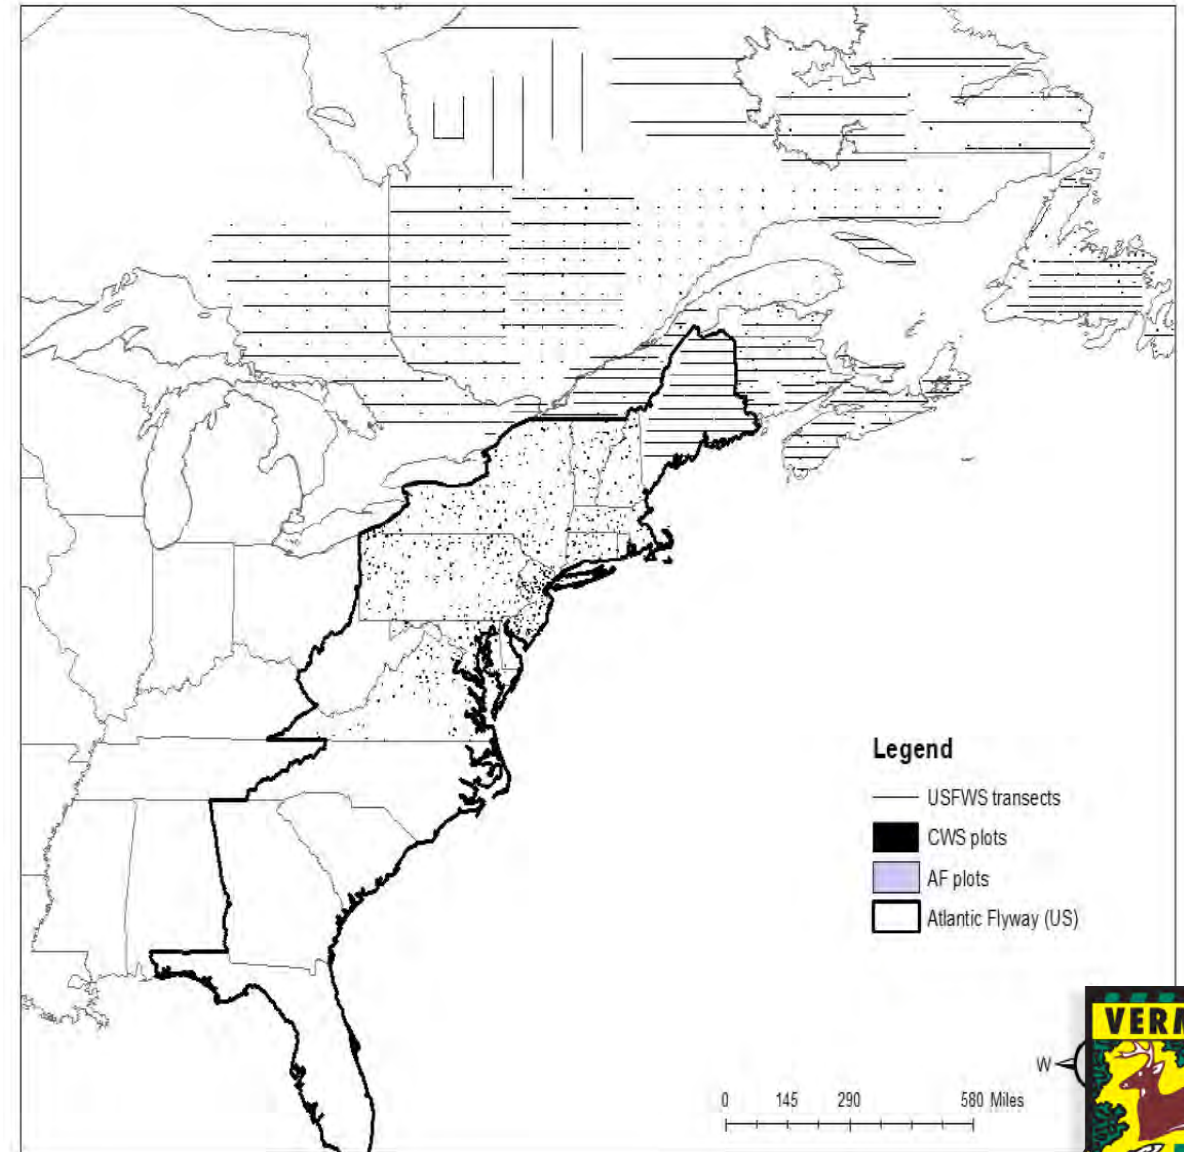 Legend
USFWS transects
CWS plots
AF plots
Atlantic Flyway (US)
VERM
W
0 145 290 580 Miles